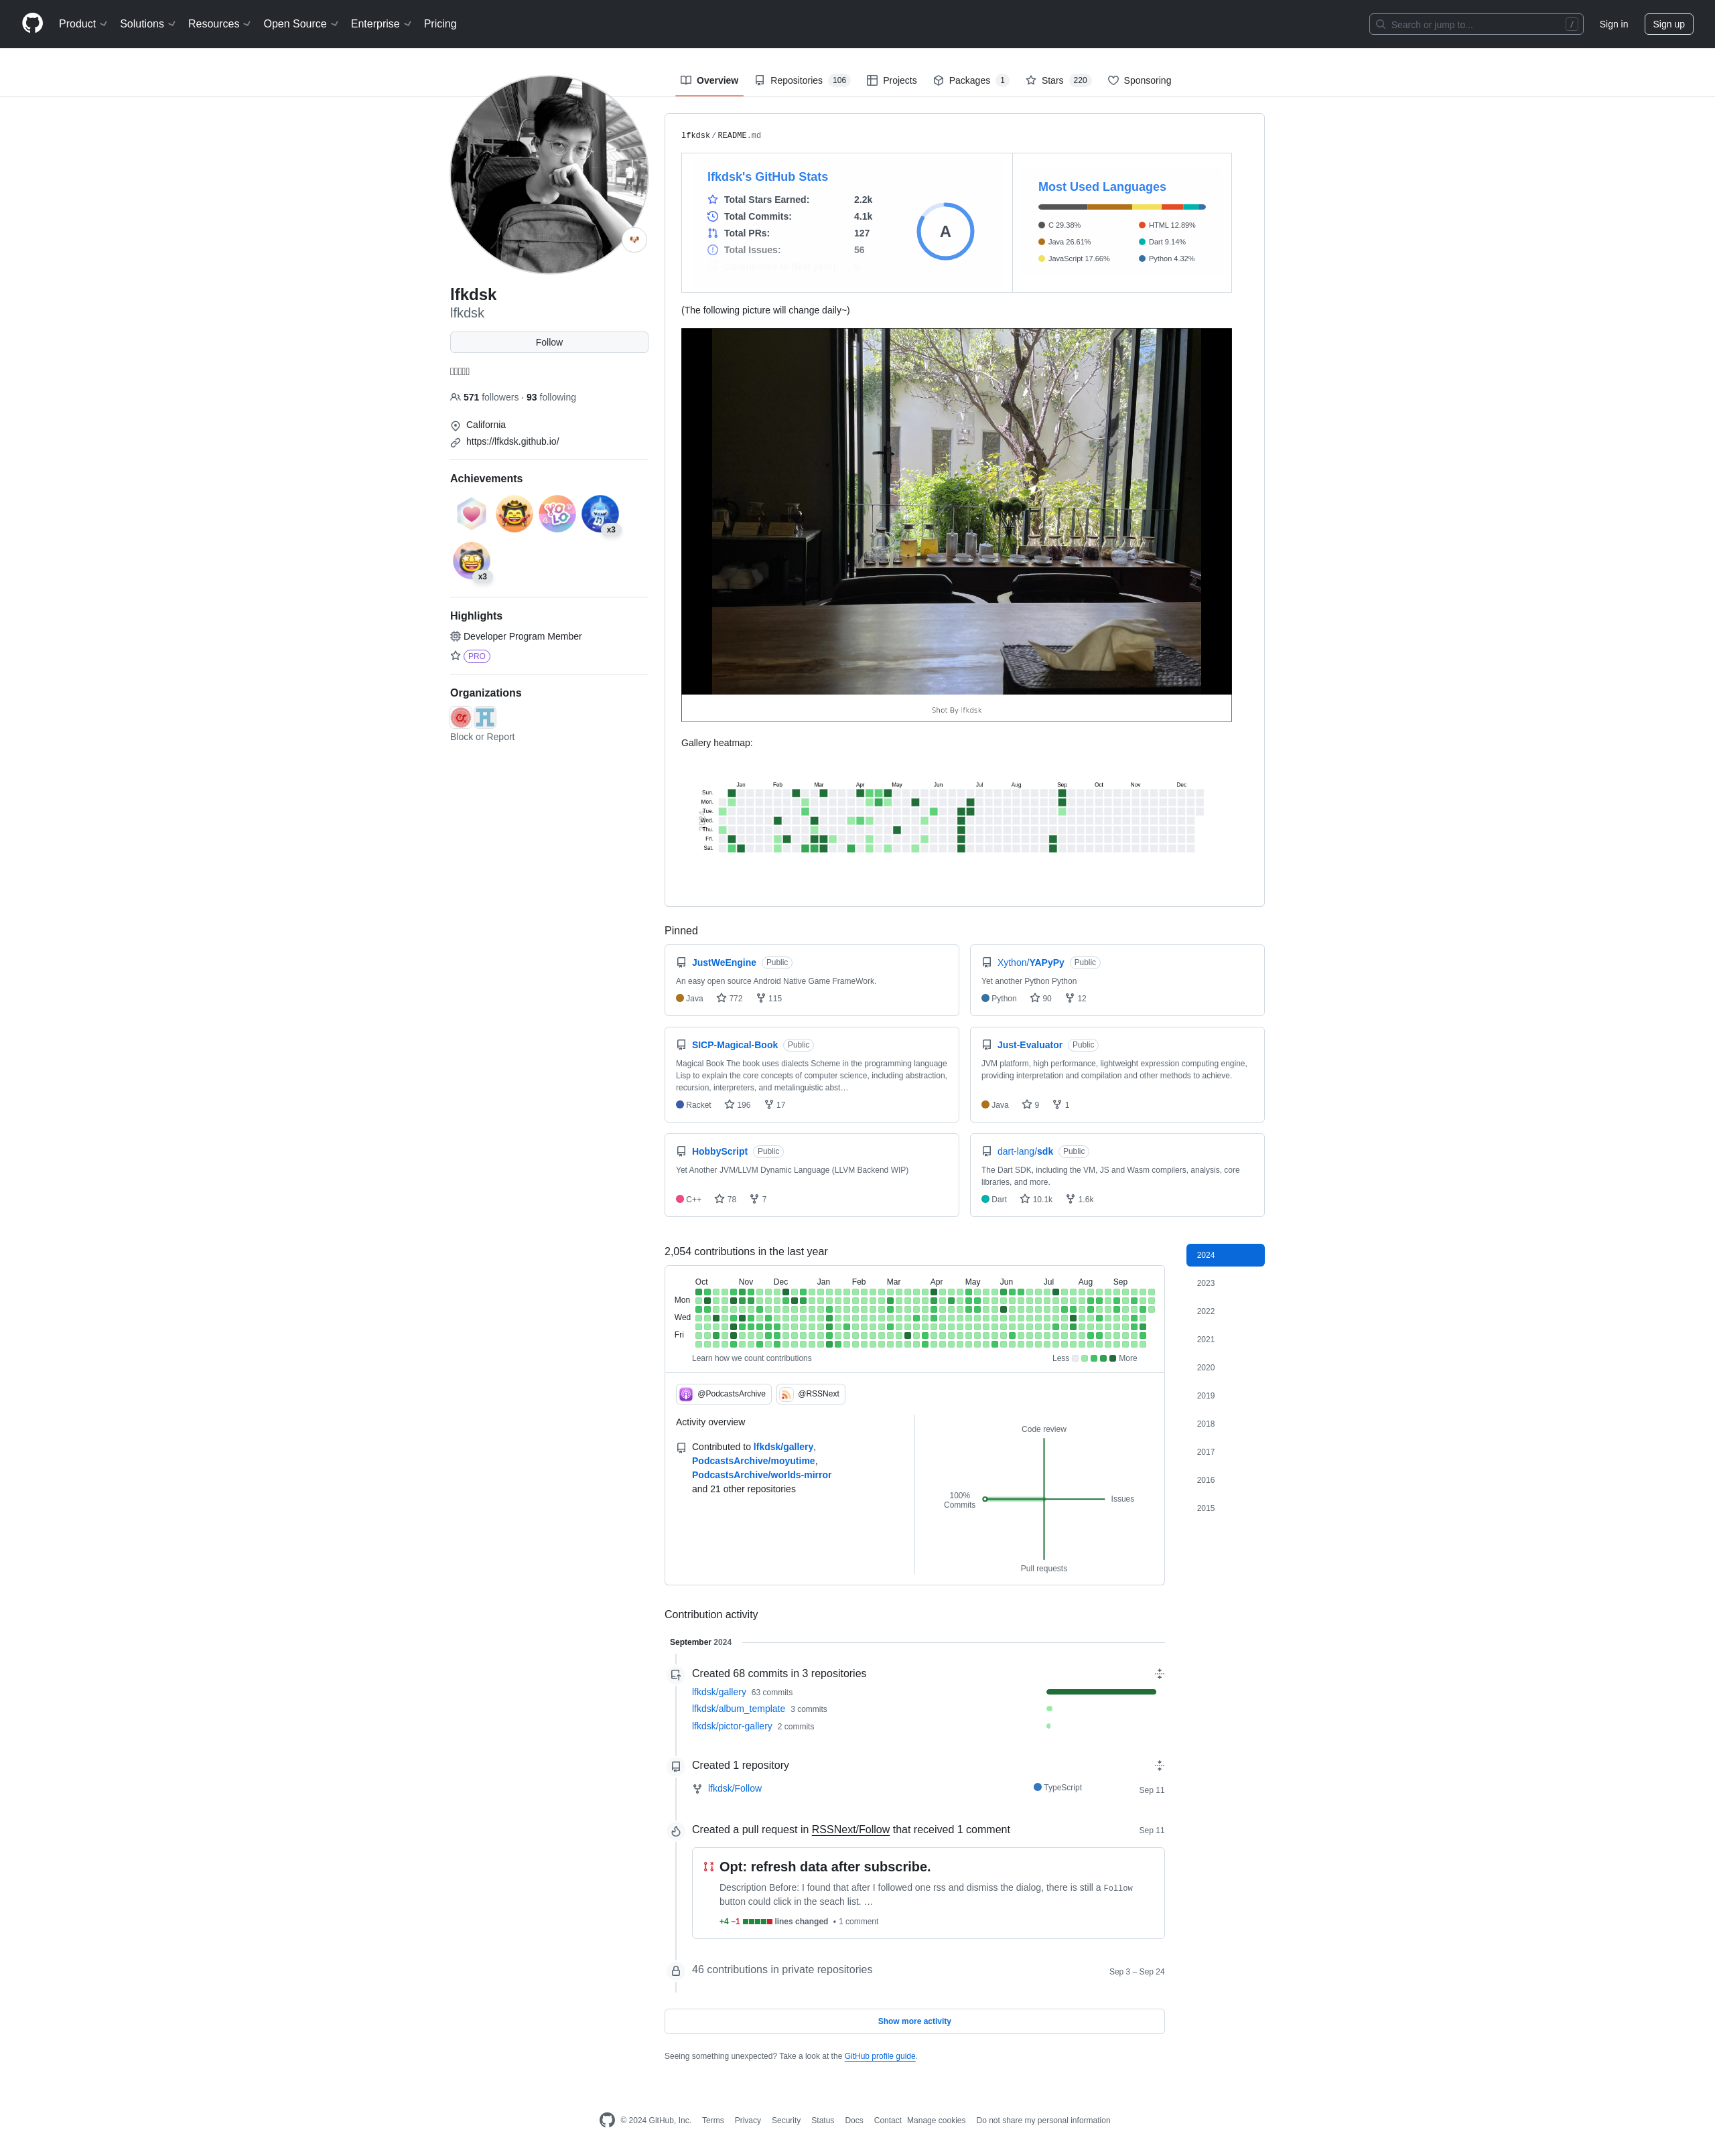 Product Solutions Resources Open Source Enterprise Pricing
Search or jump to... /
Sign in
Sign up
Overview Repositories 106 Projects Packages 1 Stars 220 Sponsoring
lfkdsk
lfkdsk
Follow
571 followers · 93 following
California
https://lfkdsk.github.io/
Achievements
YOLO
x3
x3
Highlights
Developer Program Member
PRO
Organizations
Block or Report
lfkdsk/README.md
lfkdsk's GitHub Stats
Total Stars Earned: 2.2k
Total Commits: 4.1k
Total PRs: 127
Total Issues: 56
A
Most Used Languages
C 29.38%
Java 26.61%
JavaScript 17.66%
HTML 12.89%
Dart 9.14%
Python 4.32%
(The following picture will change daily~)
Shot By lfkdsk
Gallery heatmap:
Jan Feb Mar Apr May Jun Jul Aug Sep Oct Nov Dec
Sun.
Mon.
Tue.
Wed.
Thu.
Fri.
Sat.
Pinned
JustWeEngine Public
An easy open source Android Native Game FrameWork.
Java 772 115
Xython/YAPyPy Public
Yet another Python Python
Python 90 12
SICP-Magical-Book Public
Magical Book The book uses dialects Scheme in the programming language
Lisp to explain the core concepts of computer science, including abstraction,
recursion, interpreters, and metalinguistic abst…
Racket 196 17
Just-Evaluator Public
JVM platform, high performance, lightweight expression computing engine,
providing interpretation and compilation and other methods to achieve.
Java 9 1
HobbyScript Public
Yet Another JVM/LLVM Dynamic Language (LLVM Backend WIP)
C++ 78 7
dart-lang/sdk Public
The Dart SDK, including the VM, JS and Wasm compilers, analysis, core
libraries, and more.
Dart 10.1k 1.6k
2,054 contributions in the last year
Oct Nov Dec Jan Feb Mar Apr May Jun Jul Aug Sep
Mon
Wed
Fri
Learn how we count contributions
Less More
2024
2023
2022
2021
2020
2019
2018
2017
2016
2015
@PodcastsArchive @RSSNext
Activity overview
Contributed to lfkdsk/gallery,
PodcastsArchive/moyutime,
PodcastsArchive/worlds-mirror
and 21 other repositories
Code review
100%
Commits
Issues
Pull requests
Contribution activity
September 2024
Created 68 commits in 3 repositories
lfkdsk/gallery 63 commits
lfkdsk/album_template 3 commits
lfkdsk/pictor-gallery 2 commits
Created 1 repository
lfkdsk/Follow TypeScript Sep 11
Created a pull request in RSSNext/Follow that received 1 comment Sep 11
Opt: refresh data after subscribe.
Description Before: I found that after I followed one rss and dismiss the dialog, there is still a Follow
button could click in the seach list. …
+4 −1 lines changed • 1 comment
46 contributions in private repositories Sep 3 – Sep 24
Show more activity
Seeing something unexpected? Take a look at the GitHub profile guide.
© 2024 GitHub, Inc. Terms Privacy Security Status Docs Contact Manage cookies Do not share my personal information